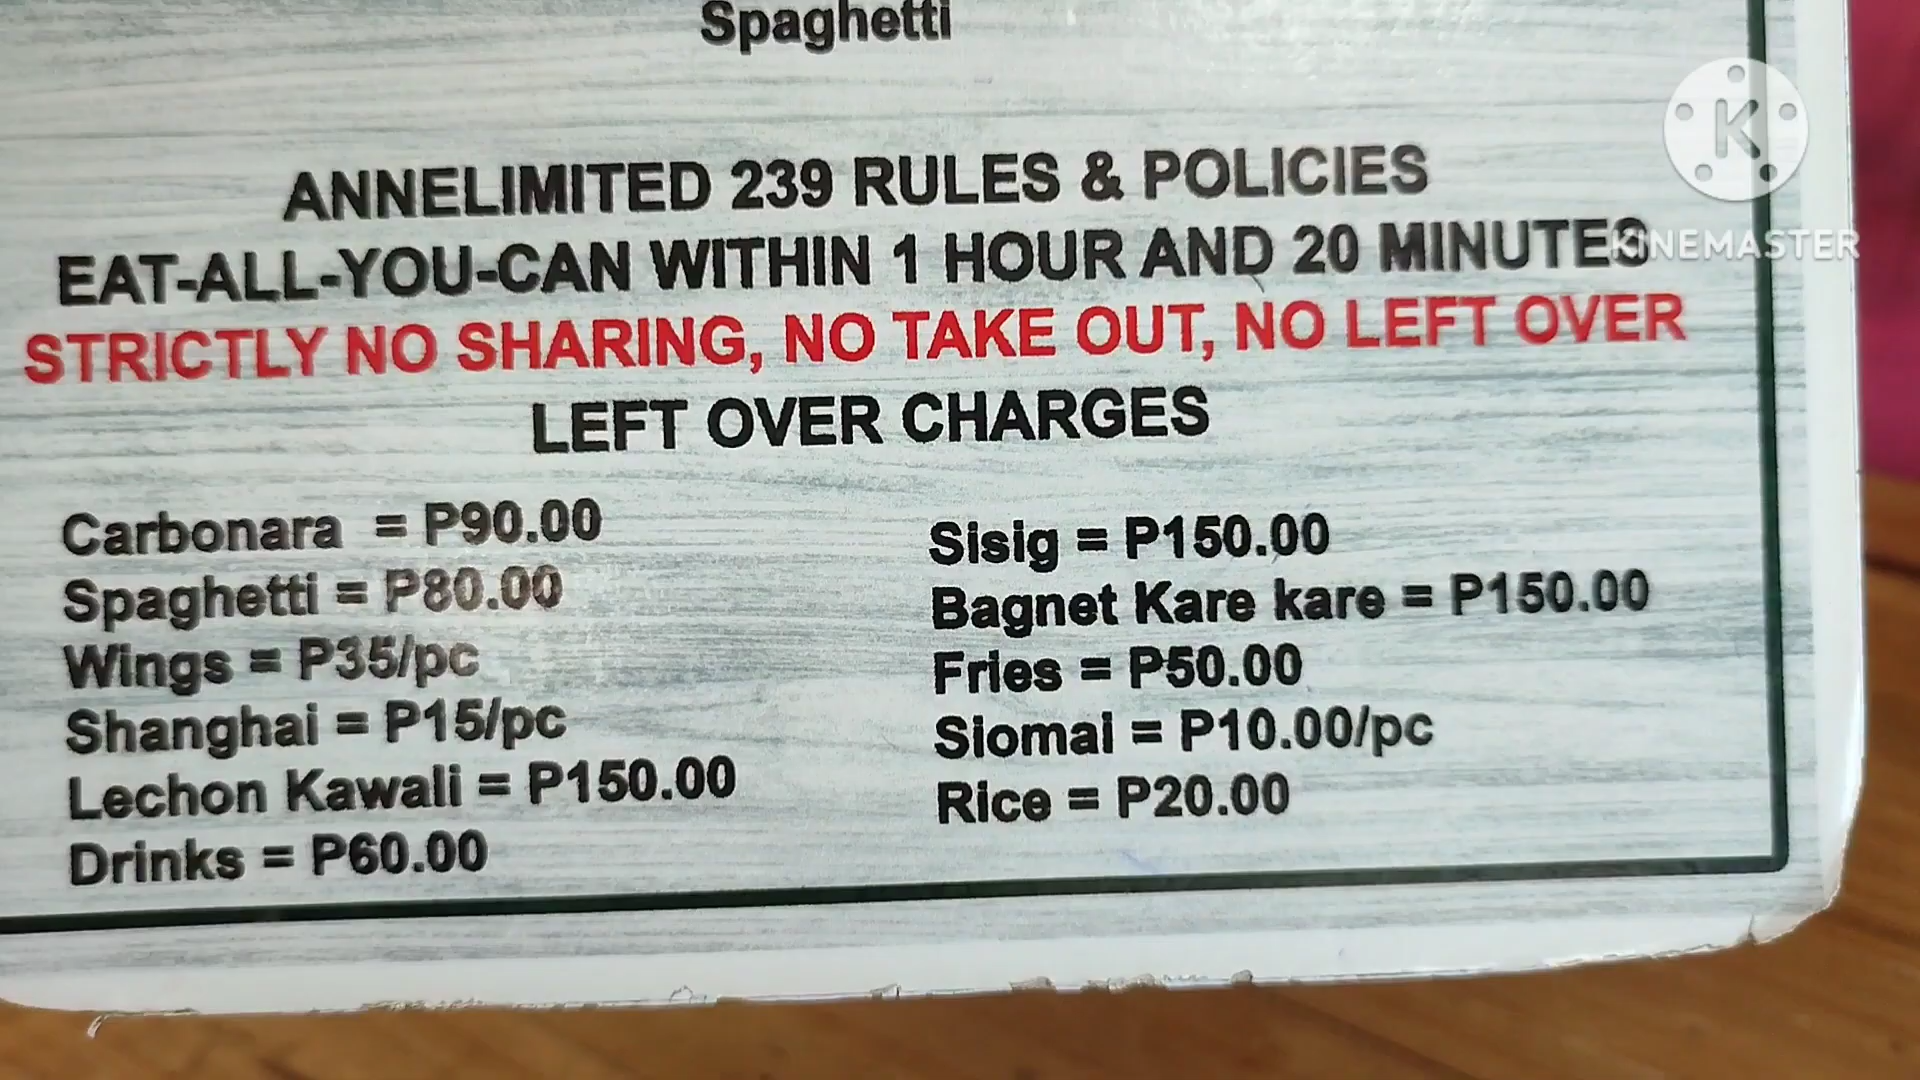 Spaghetti
ANNELIMITED 239 RULES & POLICIES
EAT-ALL-YOU-CAN WITHIN 1 HOUR AND 20 MINUTES
STRICTLY NO SHARING, NO TAKE OUT, NO LEFT OVER
LEFT OVER CHARGES
Carbonara = P90.00
Spaghetti = P80.00
Wings = P35/pc
Shanghai = P15/pc
Lechon Kawali = P150.00
Drinks = P60.00
Sisig = P150.00
Bagnet Kare kare = P150.00
Fries = P50.00
Siomai = P10.00/pc
Rice = P20.00
K
KINEMASTER